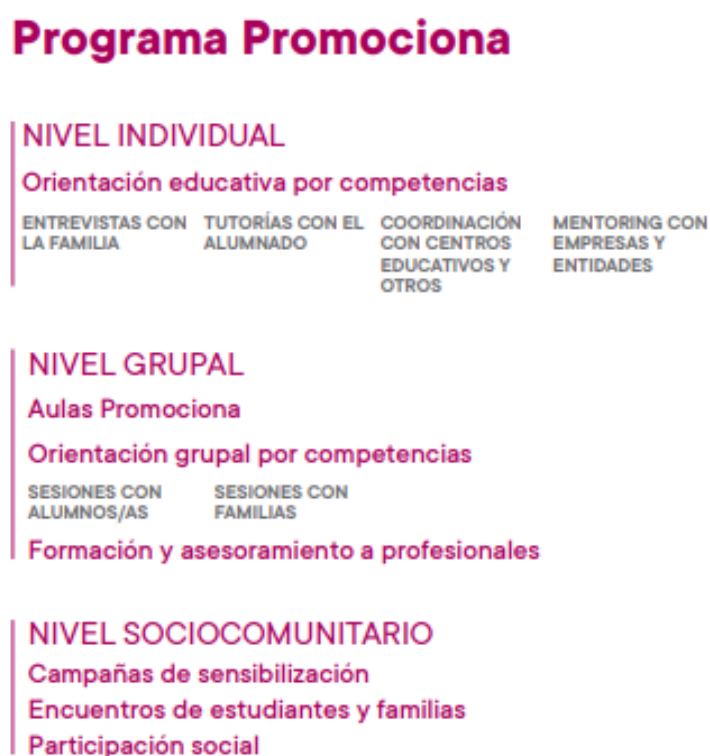 Programa Promociona
NIVEL INDIVIDUAL
Orientación educativa por competencias
ENTREVISTAS CON
LA FAMILIA
TUTORÍAS CON EL
ALUMNADO
COORDINACIÓN
CON CENTROS
EDUCATIVOS Y
OTROS
MENTORING CON
EMPRESAS Y
ENTIDADES
NIVEL GRUPAL
Aulas Promociona
Orientación grupal por competencias
SESIONES CON
ALUMNOS/AS
SESIONES CON
FAMILIAS
Formación y asesoramiento a profesionales
NIVEL SOCIOCOMUNITARIO
Campañas de sensibilización
Encuentros de estudiantes y familias
Participación social